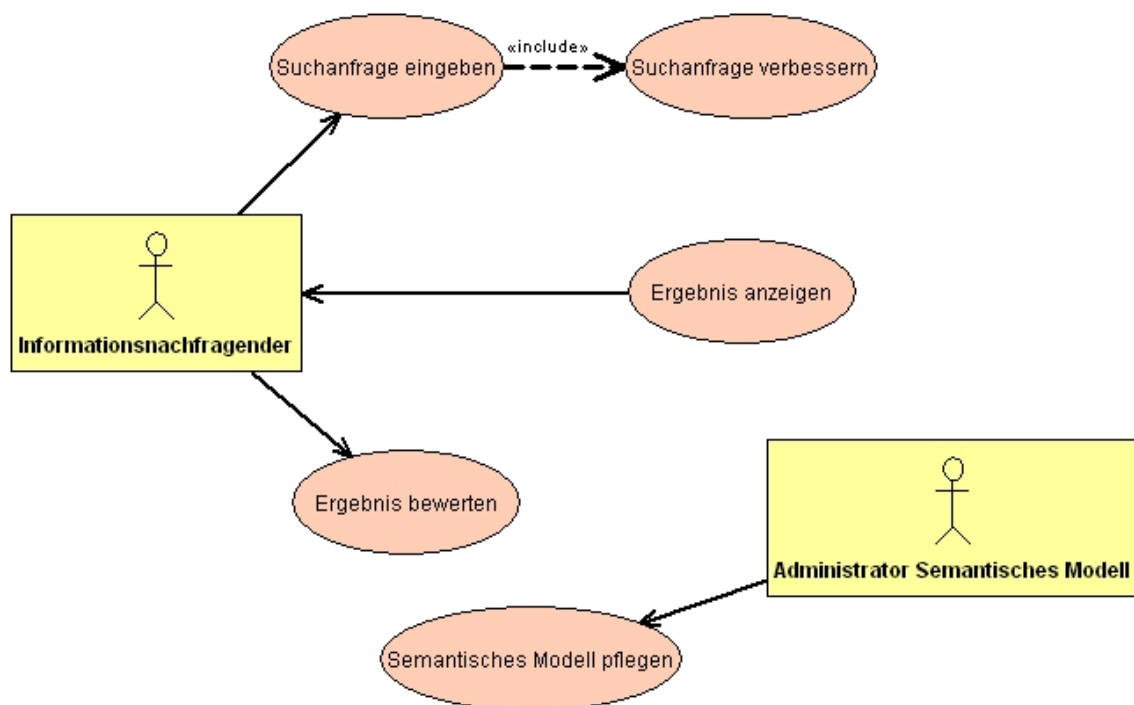 «include»
Suchanfrage eingeben
Suchanfrage verbessern
Ergebnis anzeigen
Informationsnachfragender
Ergebnis bewerten
Administrator Semantisches Modell
Semantisches Modell pflegen